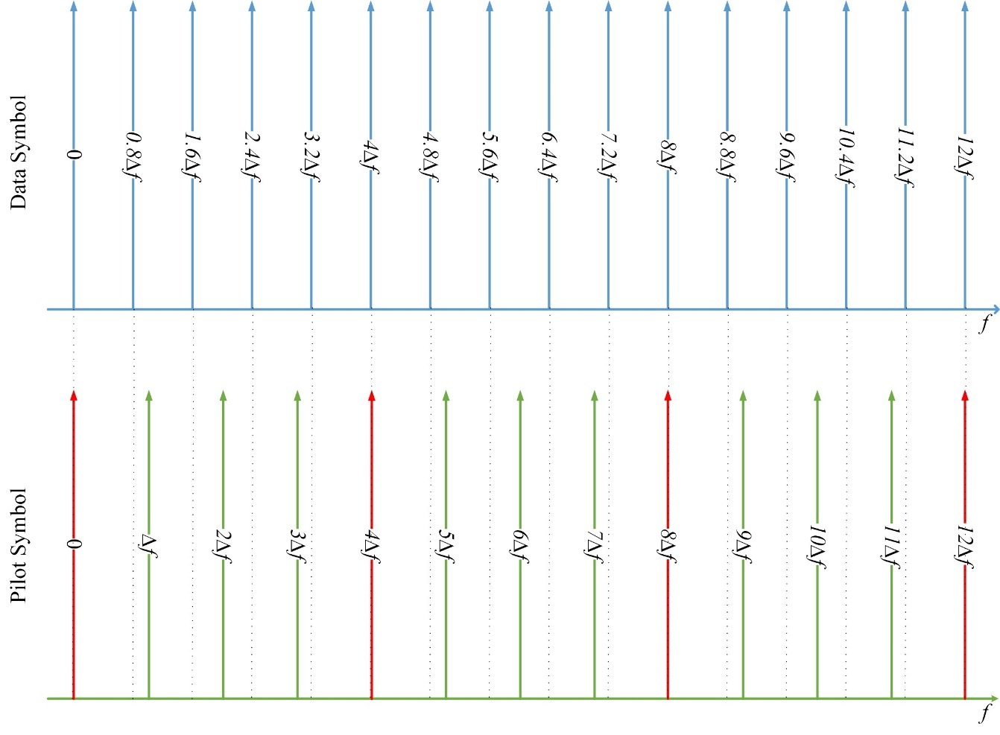 Data Symbol
0
0.8Δf
1.6Δf
2.4Δf
3.2Δf
4Δf
4.8Δf
5.6Δf
6.4Δf
7.2Δf
8Δf
8.8Δf
9.6Δf
10.4Δf
11.2Δf
12Δf
f
Pilot Symbol
0
Δf
2Δf
3Δf
4Δf
5Δf
6Δf
7Δf
8Δf
9Δf
10Δf
11Δf
12Δf
f